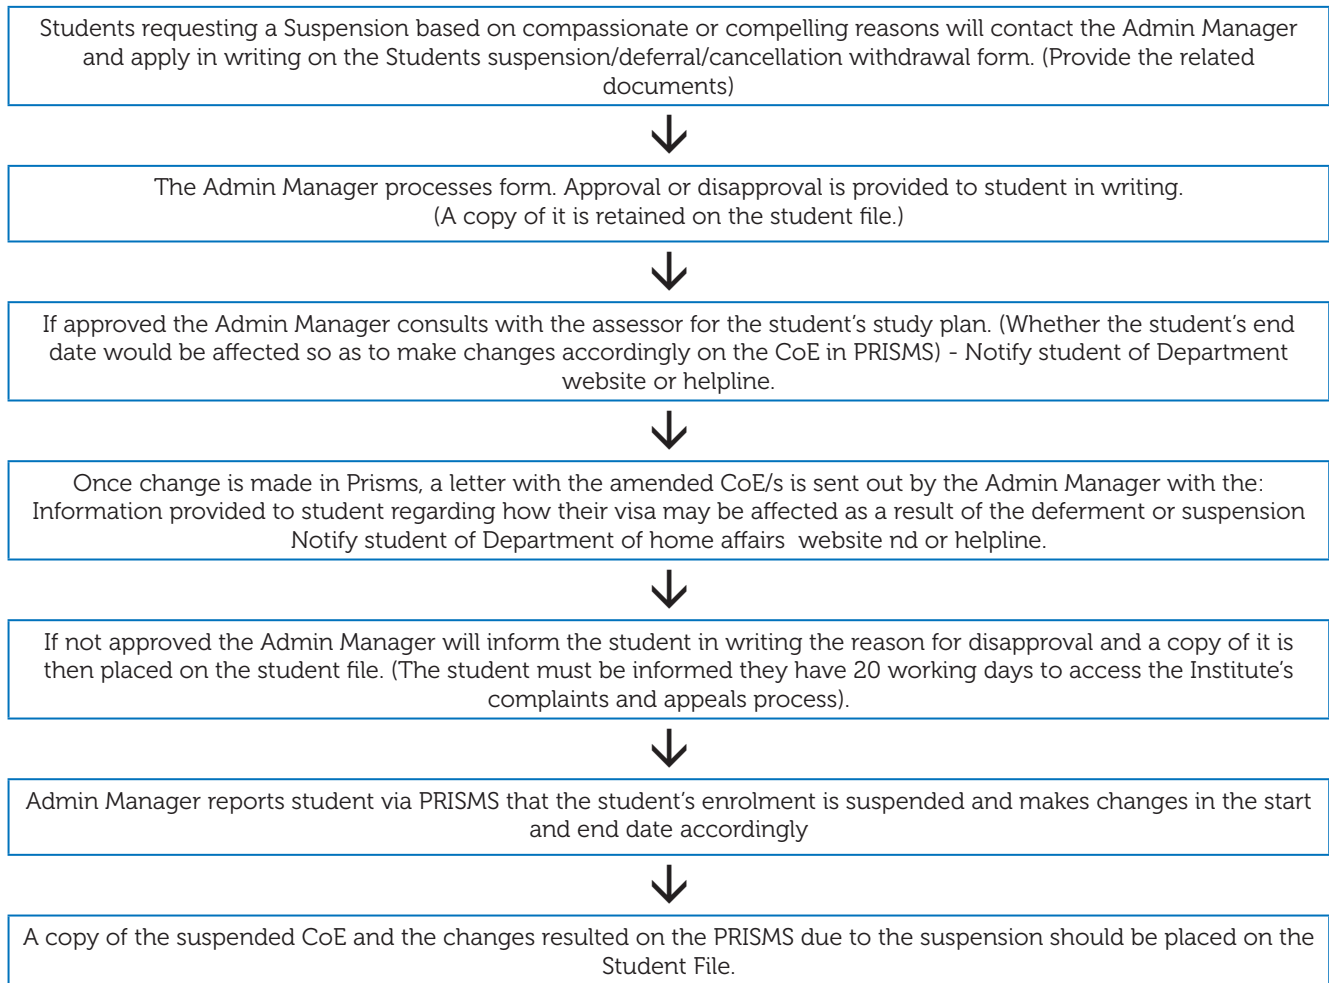 Students requesting a Suspension based on compassionate or compelling reasons will contact the Admin Manager
and apply in writing on the Students suspension/deferral/cancellation withdrawal form. (Provide the related
documents)
The Admin Manager processes form. Approval or disapproval is provided to student in writing.
(A copy of it is retained on the student file.)
If approved the Admin Manager consults with the assessor for the student’s study plan. (Whether the student’s end
date would be affected so as to make changes accordingly on the CoE in PRISMS) - Notify student of Department
website or helpline.
Once change is made in Prisms, a letter with the amended CoE/s is sent out by the Admin Manager with the:
Information provided to student regarding how their visa may be affected as a result of the deferment or suspension
Notify student of Department of home affairs  website nd or helpline.
If not approved the Admin Manager will inform the student in writing the reason for disapproval and a copy of it is
then placed on the student file. (The student must be informed they have 20 working days to access the Institute’s
complaints and appeals process).
Admin Manager reports student via PRISMS that the student’s enrolment is suspended and makes changes in the start
and end date accordingly
A copy of the suspended CoE and the changes resulted on the PRISMS due to the suspension should be placed on the
Student File.